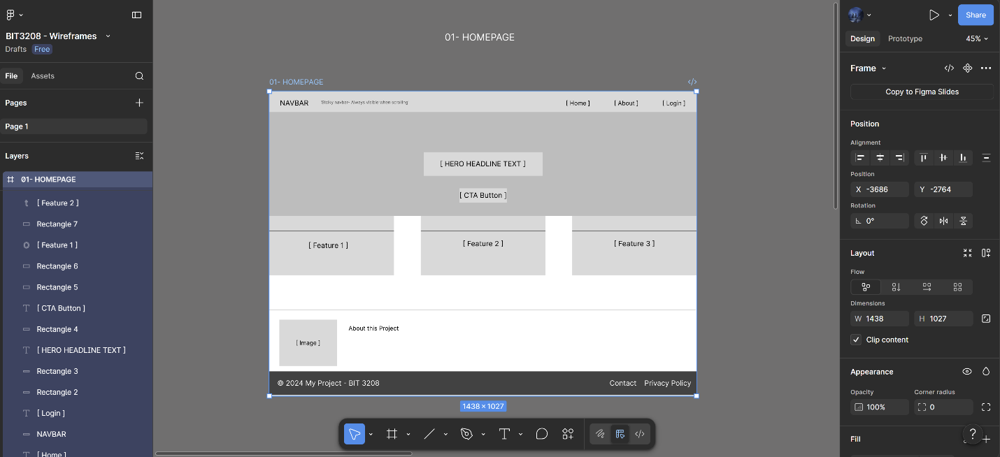 01- HOMEPAGE
Share
BIT3208 - Wireframes
Drafts Free
Design Prototype 45%
File Assets
Frame
01- HOMEPAGE
Copy to Figma Slides
Pages
NAVBAR 'Stciky navbar- Always visible when scrolling [ Home ] [ About ] [ Login ]
Page 1
Position
Alignment
Layers
[ HERO HEADLINE TEXT ]
Position
01- HOMEPAGE
X -3686 Y -2764
[ CTA Button ]
[ Feature 2 ]
Rotation
0°
Rectangle 7
[ Feature 1 ]
[ Feature 1 ] [ Feature 2 ] [ Feature 3 ]
Layout
Rectangle 6
Flow
Rectangle 5
Dimensions
[ CTA Button ]
W 1438 H 1027
Rectangle 4
About this Project
Clip content
[ Image ]
[ HERO HEADLINE TEXT ]
Rectangle 3
Appearance
© 2024 My Project - BIT 3208 Contact Privacy Policy
Rectangle 2
Opacity Corner radius
1438 × 1027
100% 0
[ Login ]
NAVBAR
Fill
[ Home ]
?